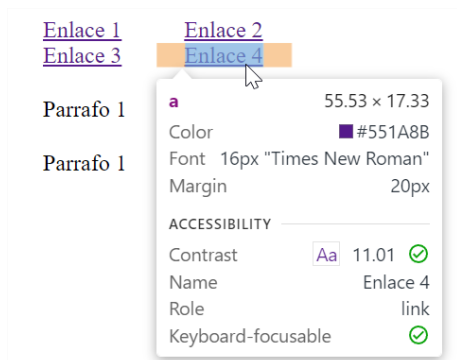 Enlace 1 Enlace 2
Enlace 3 Enlace 4
Parrafo 1
Parrafo 1
a 55.53 × 17.33
Color #551A8B
Font 16px "Times New Roman"
Margin 20px
ACCESSIBILITY
Contrast Aa 11.01
Name Enlace 4
Role link
Keyboard-focusable